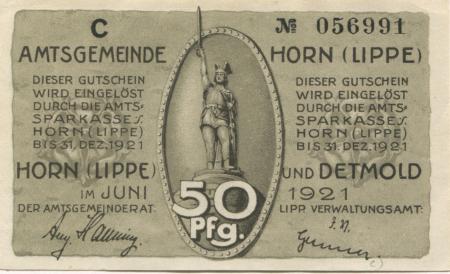 C
№ 056991
AMTSGEMEINDE HORN (LIPPE)
DIESER GUTSCHEIN
WIRD EINGELÖST
DURCH DIE AMTS-
SPARKASSE
HORN (LIPPE)
BIS 31. DEZ. 1921
DIESER GUTSCHEIN
WIRD EINGELÖST
DURCH DIE AMTS-
SPARKASSE
HORN (LIPPE)
BIS 31. DEZ. 1921
HORN (LIPPE) UND DETMOLD
IM JUNI 1921
DER AMTSGEMEINDERAT. LIPP VERWALTUNGSAMT:
50
Pfg.